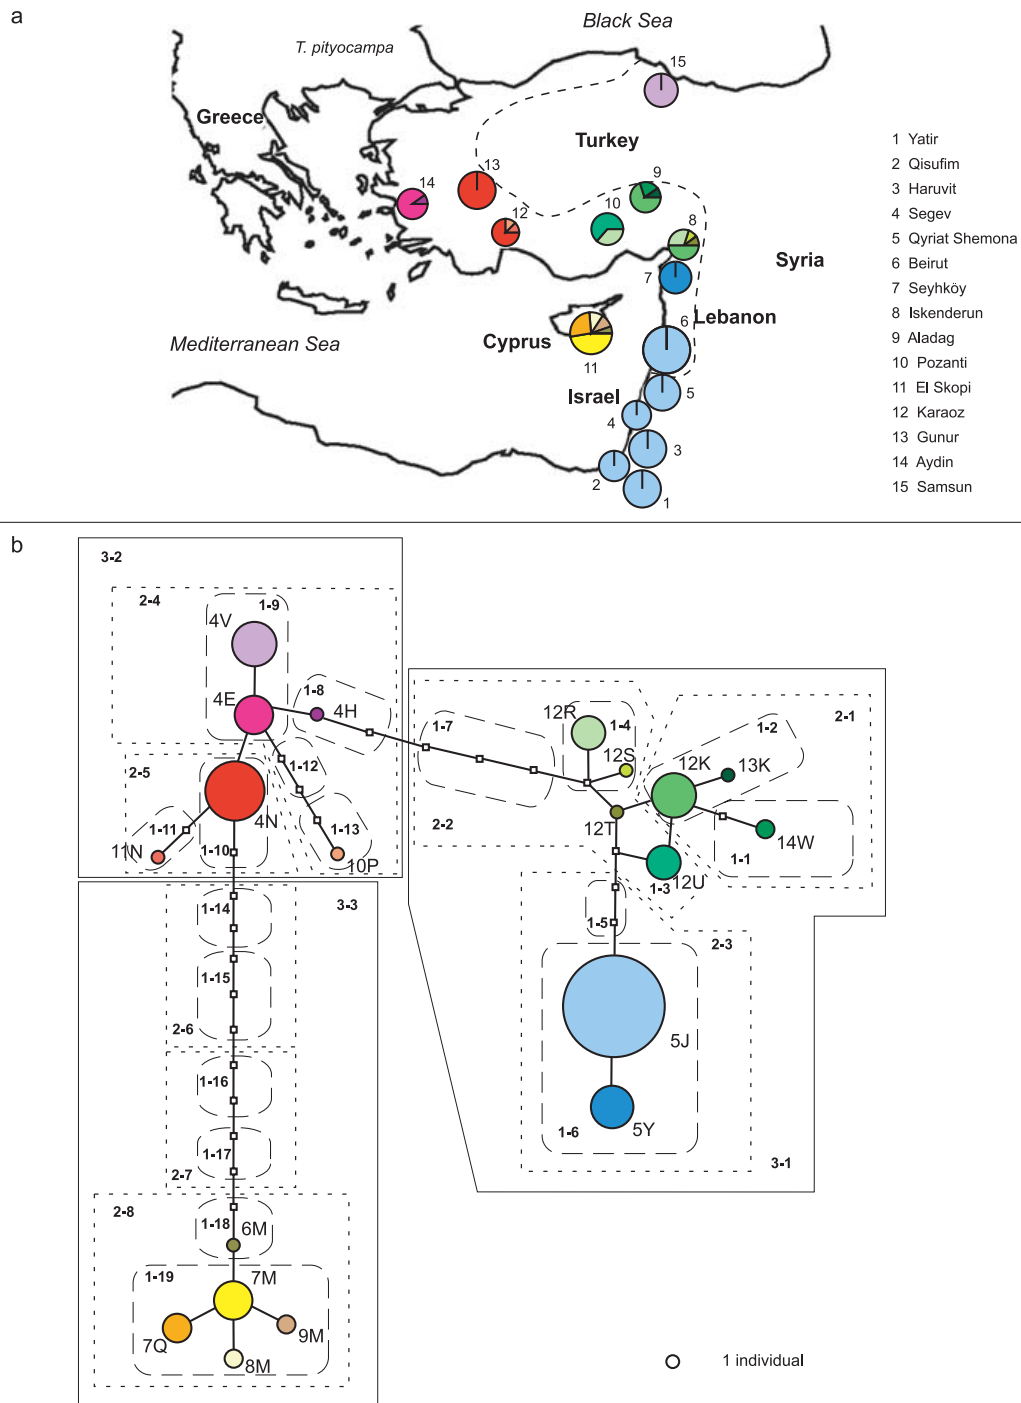 a
Black Sea
T. pityocampa
15
Greece
Turkey
13
14
12
9
10
8
7
Syria
6
Lebanon
Cyprus
11
Mediterranean Sea
Israel
5
4
3
2
1
1 Yatir
2 Qisufim
3 Haruvit
4 Segev
5 Qyriat Shemona
6 Beirut
7 Seyhköy
8 Iskenderun
9 Aladag
10 Pozanti
11 El Skopi
12 Karaoz
13 Gunur
14 Aydin
15 Samsun
b
3-2
2-4
1-9
4V
1-8
4E
4H
1-7
12R
1-4
12S
2-1
1-2
12K
13K
2-5
1-12
4N
1-11
11N
1-10
1-13
10P
2-2
12T
14W
1-1
1-3
12U
3-3
1-14
1-5
2-3
1-15
2-6
5J
1-16
5Y
1-6
3-1
1-17
2-7
2-8
1-18
6M
1-19
7M
7Q
9M
8M
1 individual